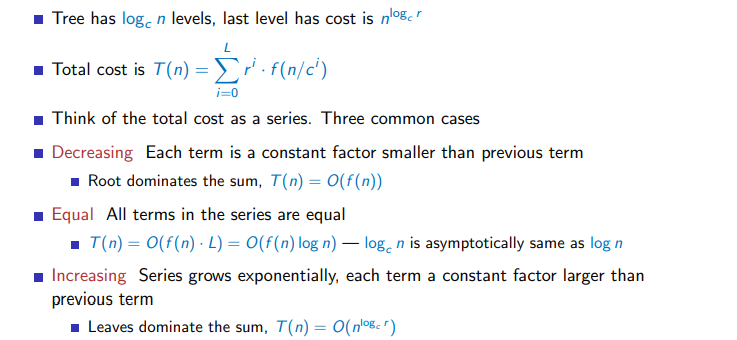 Tree has log_c n levels, last level has cost is n^{log_c r}
Total cost is T(n) = \sum_{i=0}^{L} r^i · f(n/c^i)
Think of the total cost as a series. Three common cases
Decreasing Each term is a constant factor smaller than previous term
Root dominates the sum, T(n) = O(f(n))
Equal All terms in the series are equal
T(n) = O(f(n) · L) = O(f(n) log n) — log_c n is asymptotically same as log n
Increasing Series grows exponentially, each term a constant factor larger than
previous term
Leaves dominate the sum, T(n) = O(n^{log_c r})